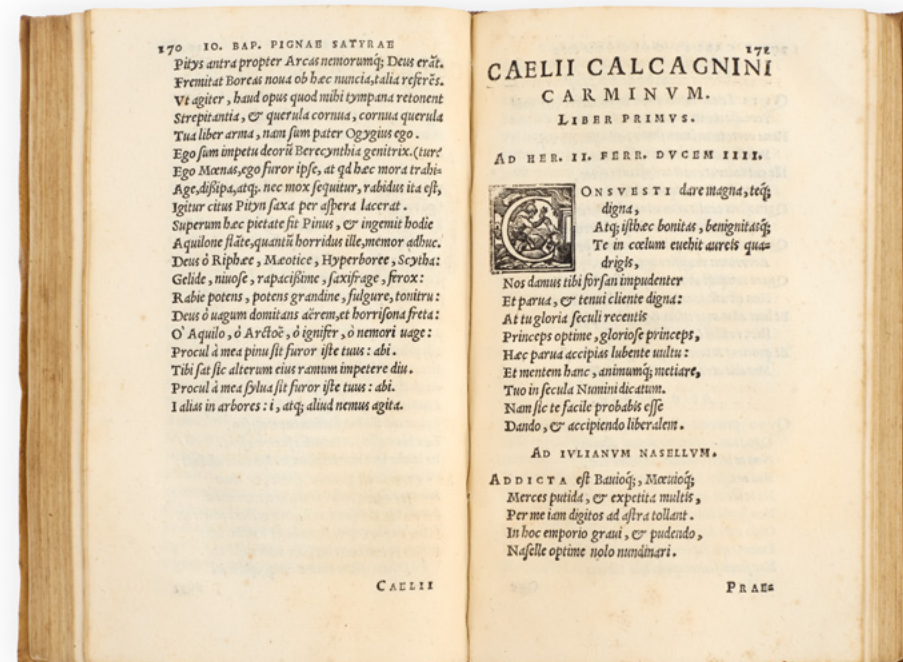 170 IO. BAP. PIGNAE SATYRAE
Pitys antra propter Arcas nemorumq́; Deus erāt.
Fremitat Boreas noua ob hæc nuncia, talia referēs.
Vt agiter, haud opus quod mihi tympana retonent
Strepitantia, & querula cornua, cornua querula
Tua liber arma, nam sum pater Ogygius ego.
Ego sum impetu deorū Berecynthia genitrix. (turē
Ego Mœnas, ego furor ipse, at qd hæc mora trahi-
Age, dißipa, atq;. nec mox sequitur, rabidus ita est,
Igitur citus Pityn saxa per aspera lacerat.
Superum hæc pietate fit Pinus, & ingemit hodie
Aquilone flāte, quantū horridus ille, memor adhuc.
Deus ò Riphæe, Mæotice, Hyperboree, Scytha:
Gelide, niuose, rapacißime, saxifrage, ferox:
Rabie potens, potens grandine, fulgure, tonitru:
Deus ò uagum domitans aërem, et horrisona freta:
O' Aquilo, ò Arctoë, ò ignifer, ò nemori uage:
Procul à mea pinu sit furor iste tuus: abi.
Tibi sat sic alterum eius ramum impetere diu.
Procul à mea sylua sit furor iste tuus: abi.
I alias in arbores: i, atq; aliud nemus agita.
CAELII
171
CAELII CALCAGNINI
CARMINVM.
LIBER PRIMVS.
AD HER. II. FERR. DVCEM IIII.
CONSVESTI dare magna, teq́;
digna,
Atq; isthæc bonitas, benignitasq́;
Te in cœlum euehit aureis qua-
drigis,
Nos damus tibi forsan impudenter
Et parua, & tenui cliente digna:
At tu gloria seculi recentis
Princeps optime, gloriose princeps,
Hæc parua accipias lubente uultu:
Et mentem hanc, animumq́; metiare,
Tuo in secula Numini dicatum.
Nam sic te facile probabis esse
Dando, & accipiendo liberalem.
AD IVLIANVM NASELLVM.
ADDICTA est Bauioq́;, Mœuioq́;
Merces putida, & expetita multis,
Per me iam digitos ad astra tollant.
In hoc emporio graui, & pudendo,
Naselle optime nolo nundinari.
PRAE-